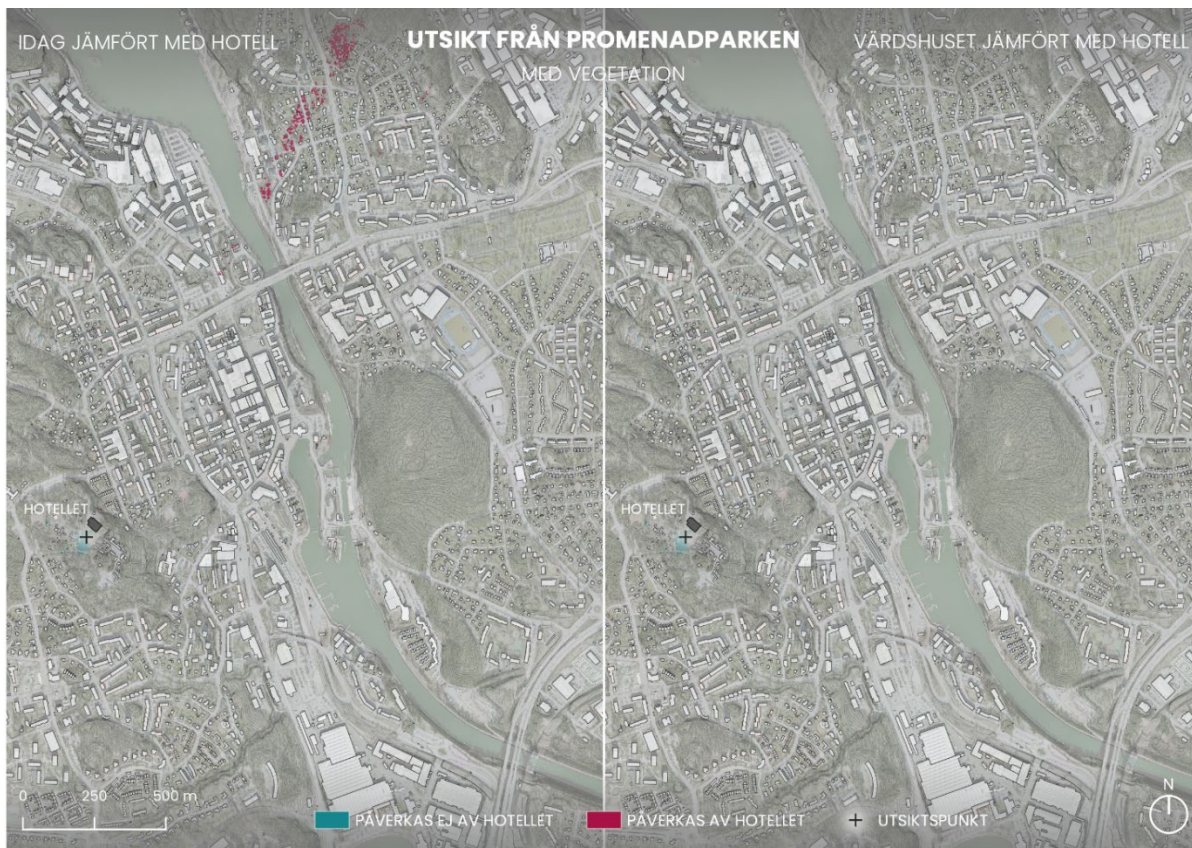 IDAG JÄMFÖRT MED HOTELL
UTSIKT FRÅN PROMENADPARKEN
MED VEGETATION
VÄRDSHUSET JÄMFÖRT MED HOTELL
HOTELLET
HOTELLET
0 250 500 m
PÅVERKAS EJ AV HOTELLET
PÅVERKAS AV HOTELLET
UTSIKTSPUNKT
N